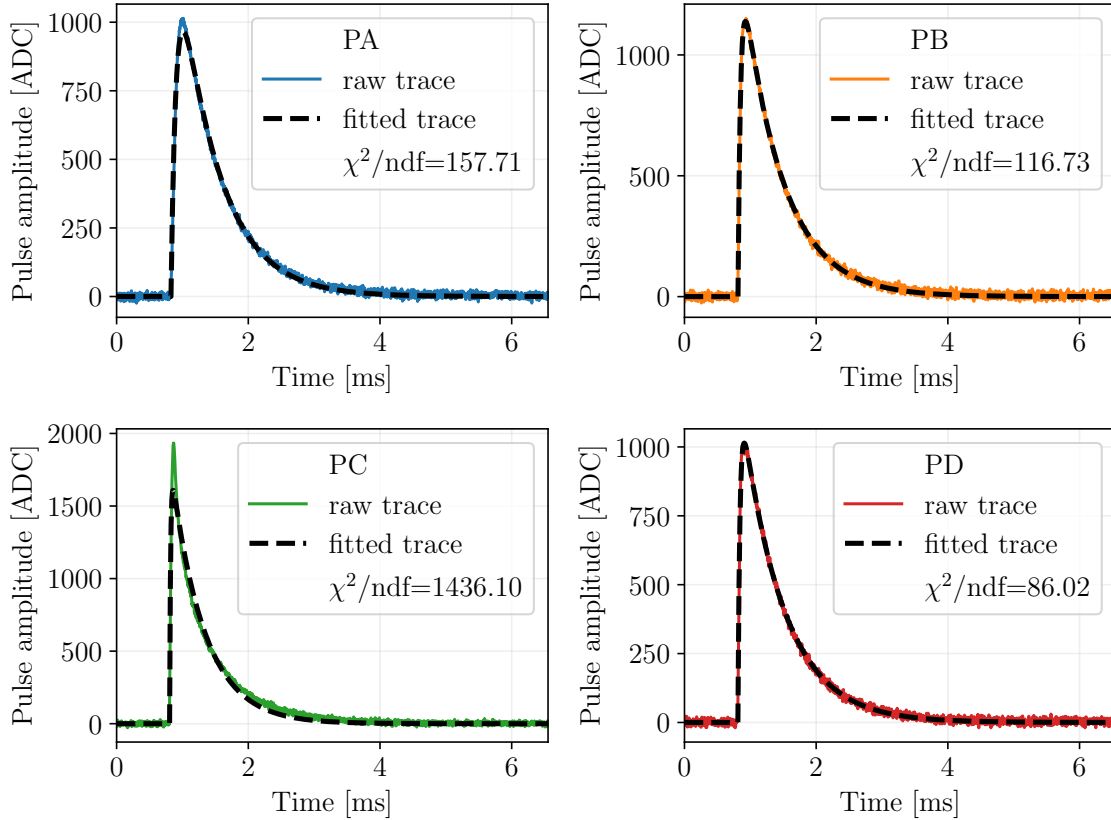 1000
750
500
250
0
Pulse amplitude [ADC]
PA
raw trace
fitted trace
χ²/ndf=157.71
0
2
4
6
Time [ms]
1000
500
0
Pulse amplitude [ADC]
PB
raw trace
fitted trace
χ²/ndf=116.73
0
2
4
6
Time [ms]
2000
1500
1000
500
0
Pulse amplitude [ADC]
PC
raw trace
fitted trace
χ²/ndf=1436.10
0
2
4
6
Time [ms]
1000
750
500
250
0
Pulse amplitude [ADC]
PD
raw trace
fitted trace
χ²/ndf=86.02
0
2
4
6
Time [ms]